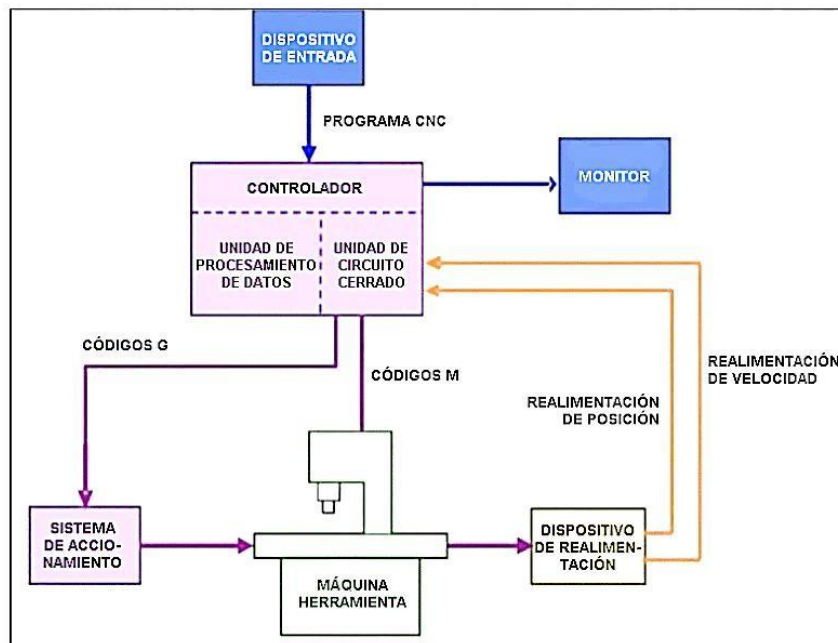 DISPOSITIVO
DE ENTRADA
PROGRAMA CNC
CONTROLADOR
MONITOR
UNIDAD DE
PROCESAMIENTO
DE DATOS
UNIDAD DE
CIRCUITO
CERRADO
CÓDIGOS G
CÓDIGOS M
REALIMENTACIÓN
DE VELOCIDAD
REALIMENTACIÓN
DE POSICIÓN
SISTEMA
DE ACCIO-
NAMIENTO
MÁQUINA
HERRAMIENTA
DISPOSITIVO
DE REALIMEN-
TACIÓN